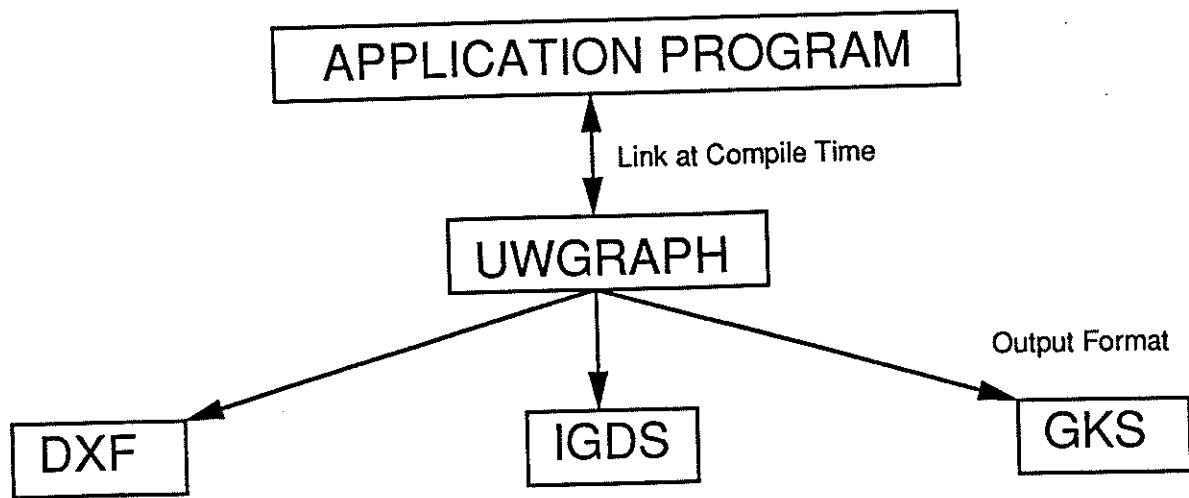 APPLICATION PROGRAM
Link at Compile Time
UWGRAPH
Output Format
DXF
IGDS
GKS